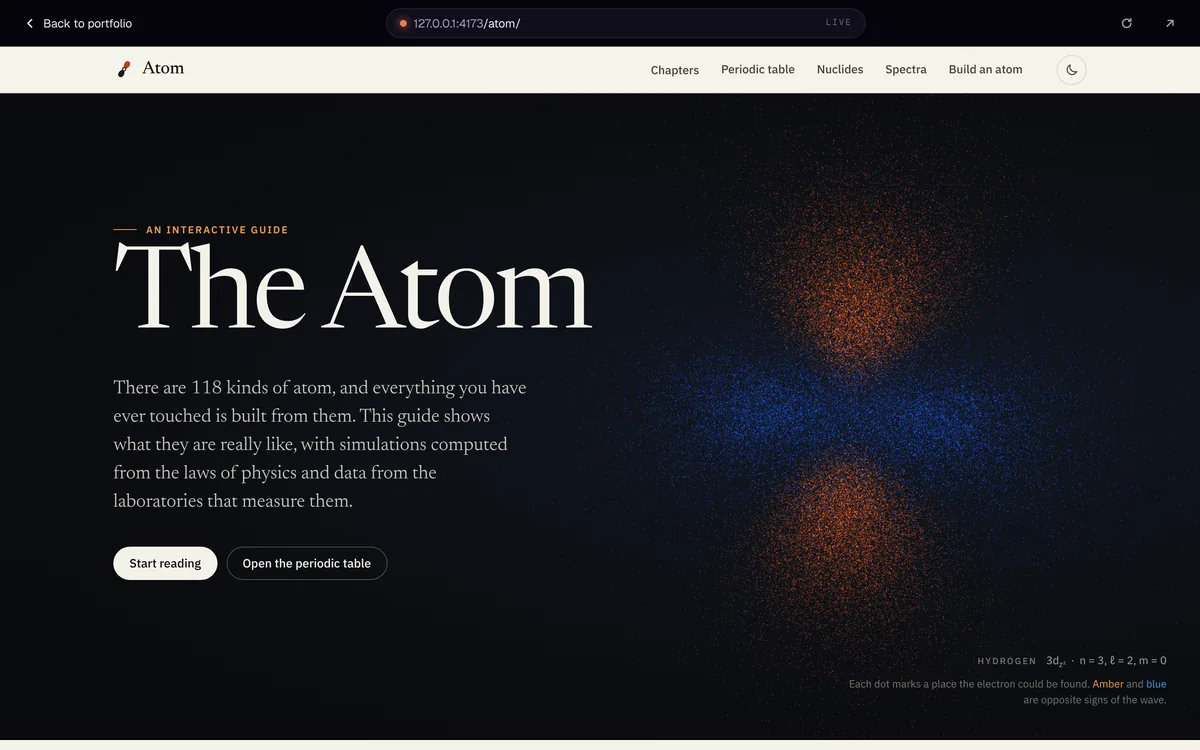 Back to portfolio
127.0.0.1:4173/atom/
LIVE
Atom
Chapters
Periodic table
Nuclides
Spectra
Build an atom
AN INTERACTIVE GUIDE
The Atom
There are 118 kinds of atom, and everything you have
ever touched is built from them. This guide shows
what they are really like, with simulations computed
from the laws of physics and data from the
laboratories that measure them.
Start reading
Open the periodic table
HYDROGEN 3d_z² · n = 3, ℓ = 2, m = 0
Each dot marks a place the electron could be found. Amber and blue
are opposite signs of the wave.